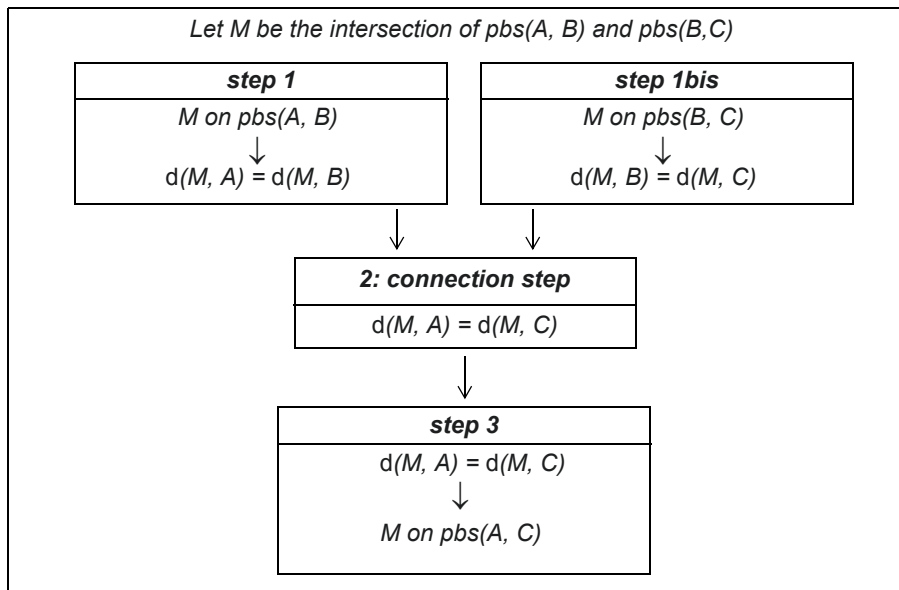 Let M be the intersection of pbs(A, B) and pbs(B,C)
step 1
M on pbs(A, B)
↓
d(M, A) = d(M, B)
step 1bis
M on pbs(B, C)
↓
d(M, B) = d(M, C)
2: connection step
d(M, A) = d(M, C)
step 3
d(M, A) = d(M, C)
↓
M on pbs(A, C)